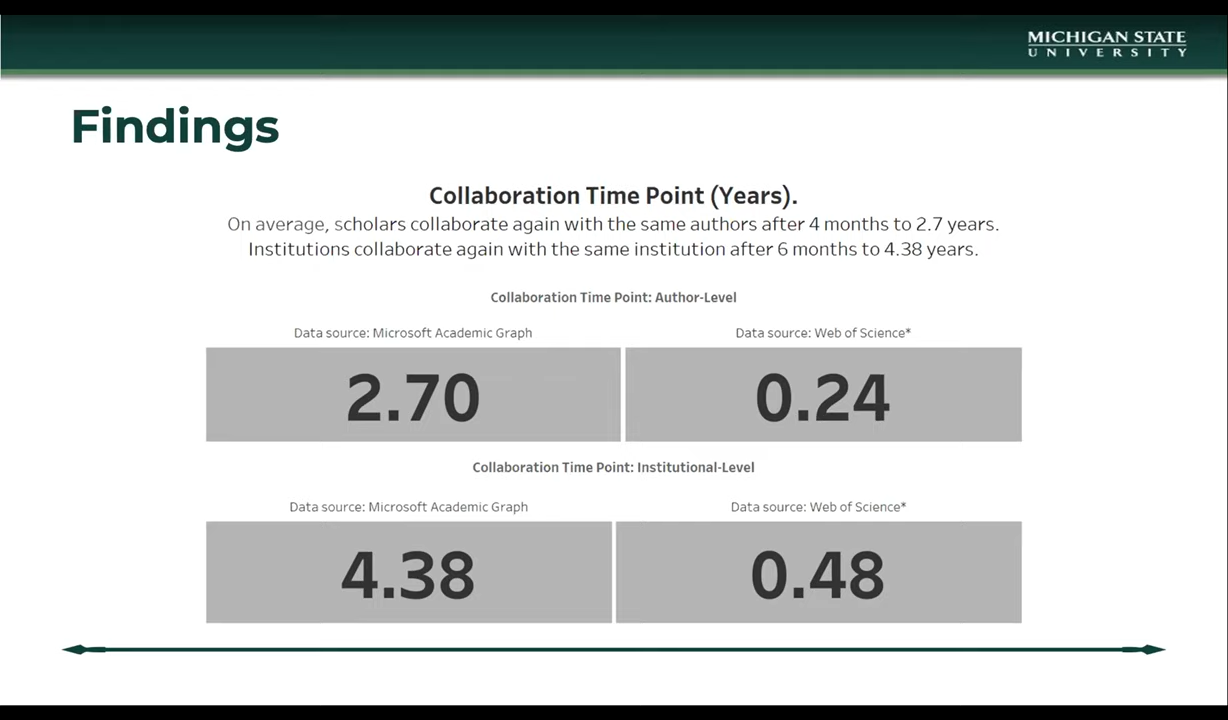 MICHIGAN STATE
UNIVERSITY
Findings
Collaboration Time Point (Years).
On average, scholars collaborate again with the same authors after 4 months to 2.7 years.
Institutions collaborate again with the same institution after 6 months to 4.38 years.
Collaboration Time Point: Author-Level
Data source: Microsoft Academic Graph
Data source: Web of Science*
2.70
0.24
Collaboration Time Point: Institutional-Level
Data source: Microsoft Academic Graph
Data source: Web of Science*
4.38
0.48